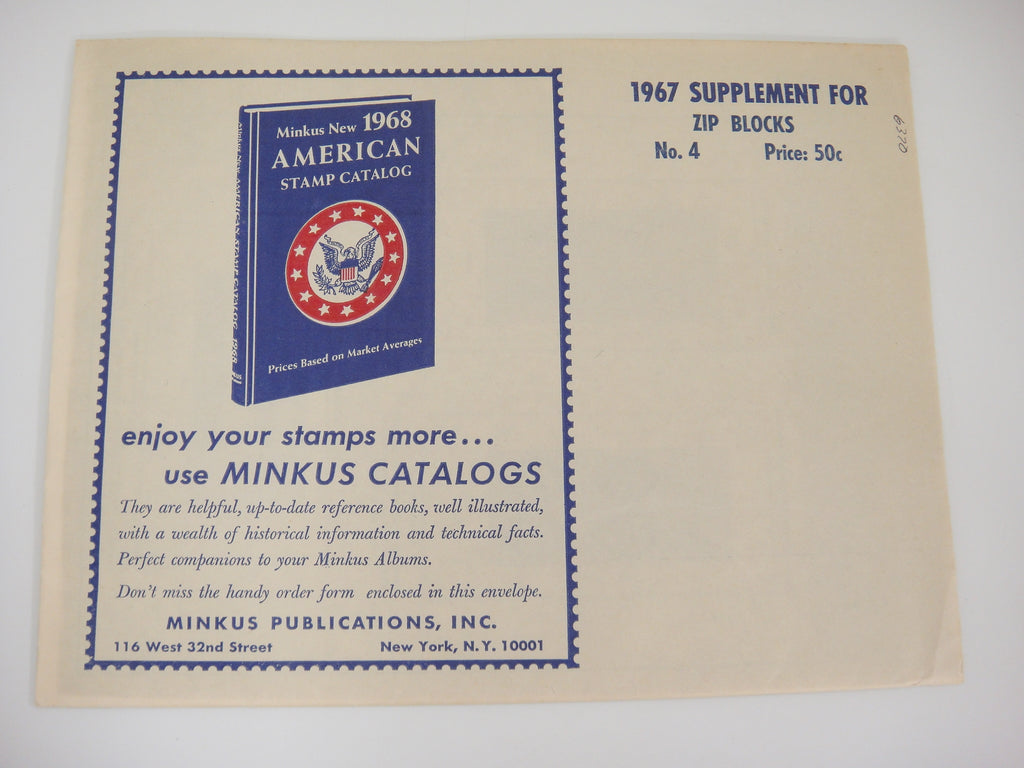 Minkus New 1968
AMERICAN
STAMP CATALOG
Prices Based on Market Averages
enjoy your stamps more...
use MINKUS CATALOGS
They are helpful, up-to-date reference books, well illustrated,
with a wealth of historical information and technical facts.
Perfect companions to your Minkus Albums.
Don't miss the handy order form enclosed in this envelope.
MINKUS PUBLICATIONS, INC.
116 West 32nd Street New York, N.Y. 10001
1967 SUPPLEMENT FOR
ZIP BLOCKS
No. 4 Price: 50c
6370